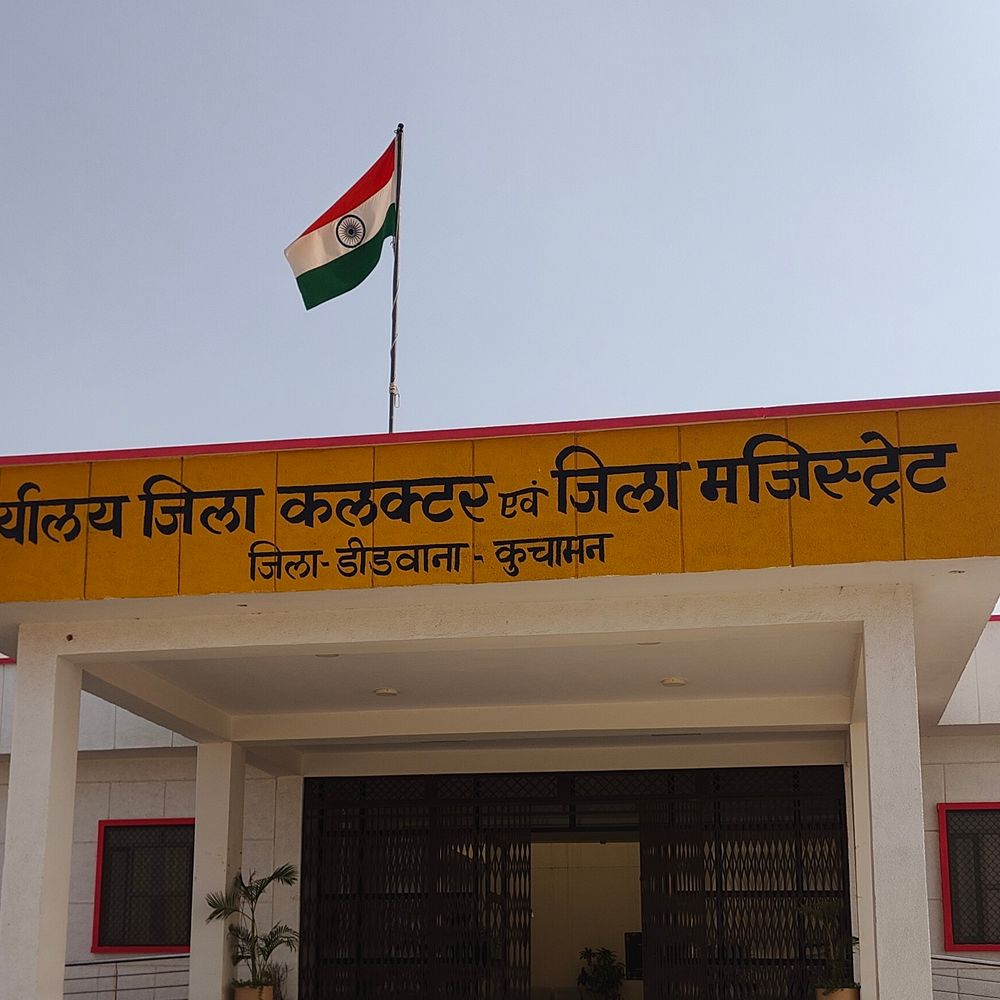 र्यालय जिला कलक्टर एवं जिला मजिस्ट्रेट
जिला-डीडवाना - कुचामन